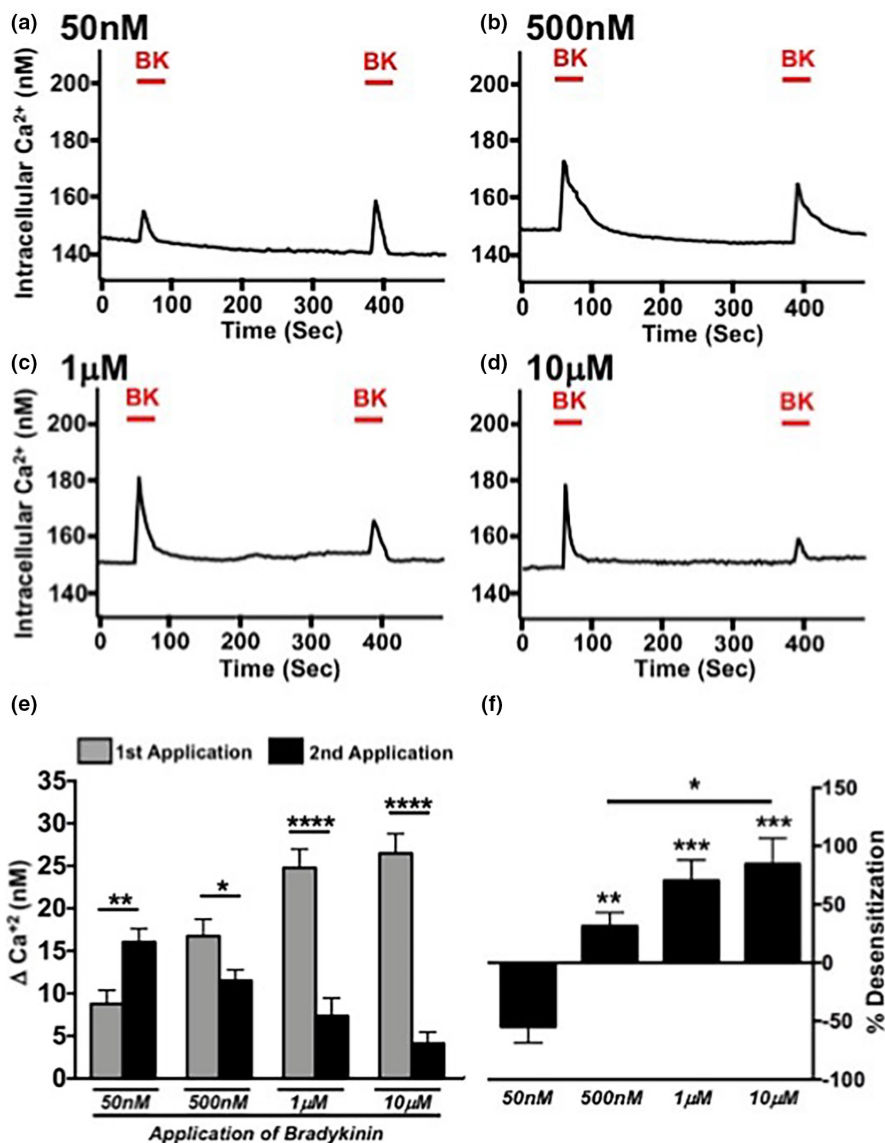 (a) 50nM
BK BK
Intracellular Ca²⁺ (nM)
200
180
160
140
0 100 200 300 400
Time (Sec)
(b) 500nM
BK BK
200
180
160
140
0 100 200 300 400
Time (Sec)
(c) 1µM
BK BK
Intracellular Ca²⁺ (nM)
200
180
160
140
0 100 200 300 400
Time (Sec)
(d) 10µM
BK BK
200
180
160
140
0 100 200 300 400
Time (Sec)
(e)
1st Application 2nd Application
Δ Ca⁺² (nM)
35
30
25
20
15
10
5
0
** * **** ****
50nM 500nM 1µM 10µM
Application of Bradykinin
(f)
*
** *** ***
150
100
50
0
-50
-100
% Desensitization
50nM 500nM 1µM 10µM